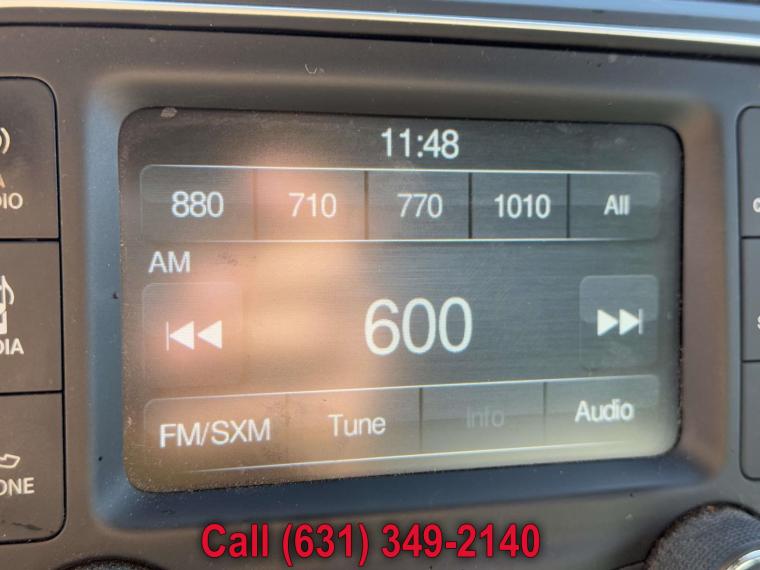 11:48
880 710 770 1010 All
AM
600
FM/SXM Tune Info Audio
Call (631) 349-2140